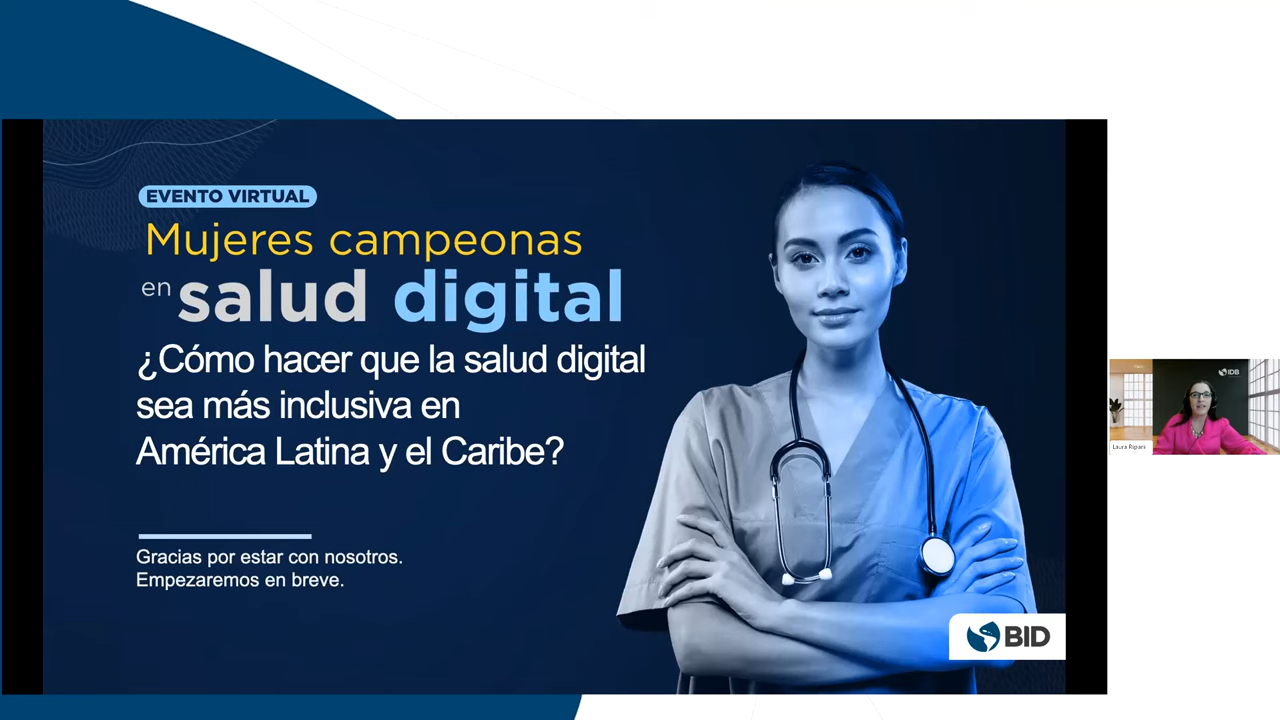 EVENTO VIRTUAL
Mujeres campeonas
en salud digital
¿Cómo hacer que la salud digital
sea más inclusiva en
América Latina y el Caribe?
Gracias por estar con nosotros.
Empezaremos en breve.
BID
IDB
Laura Ripani